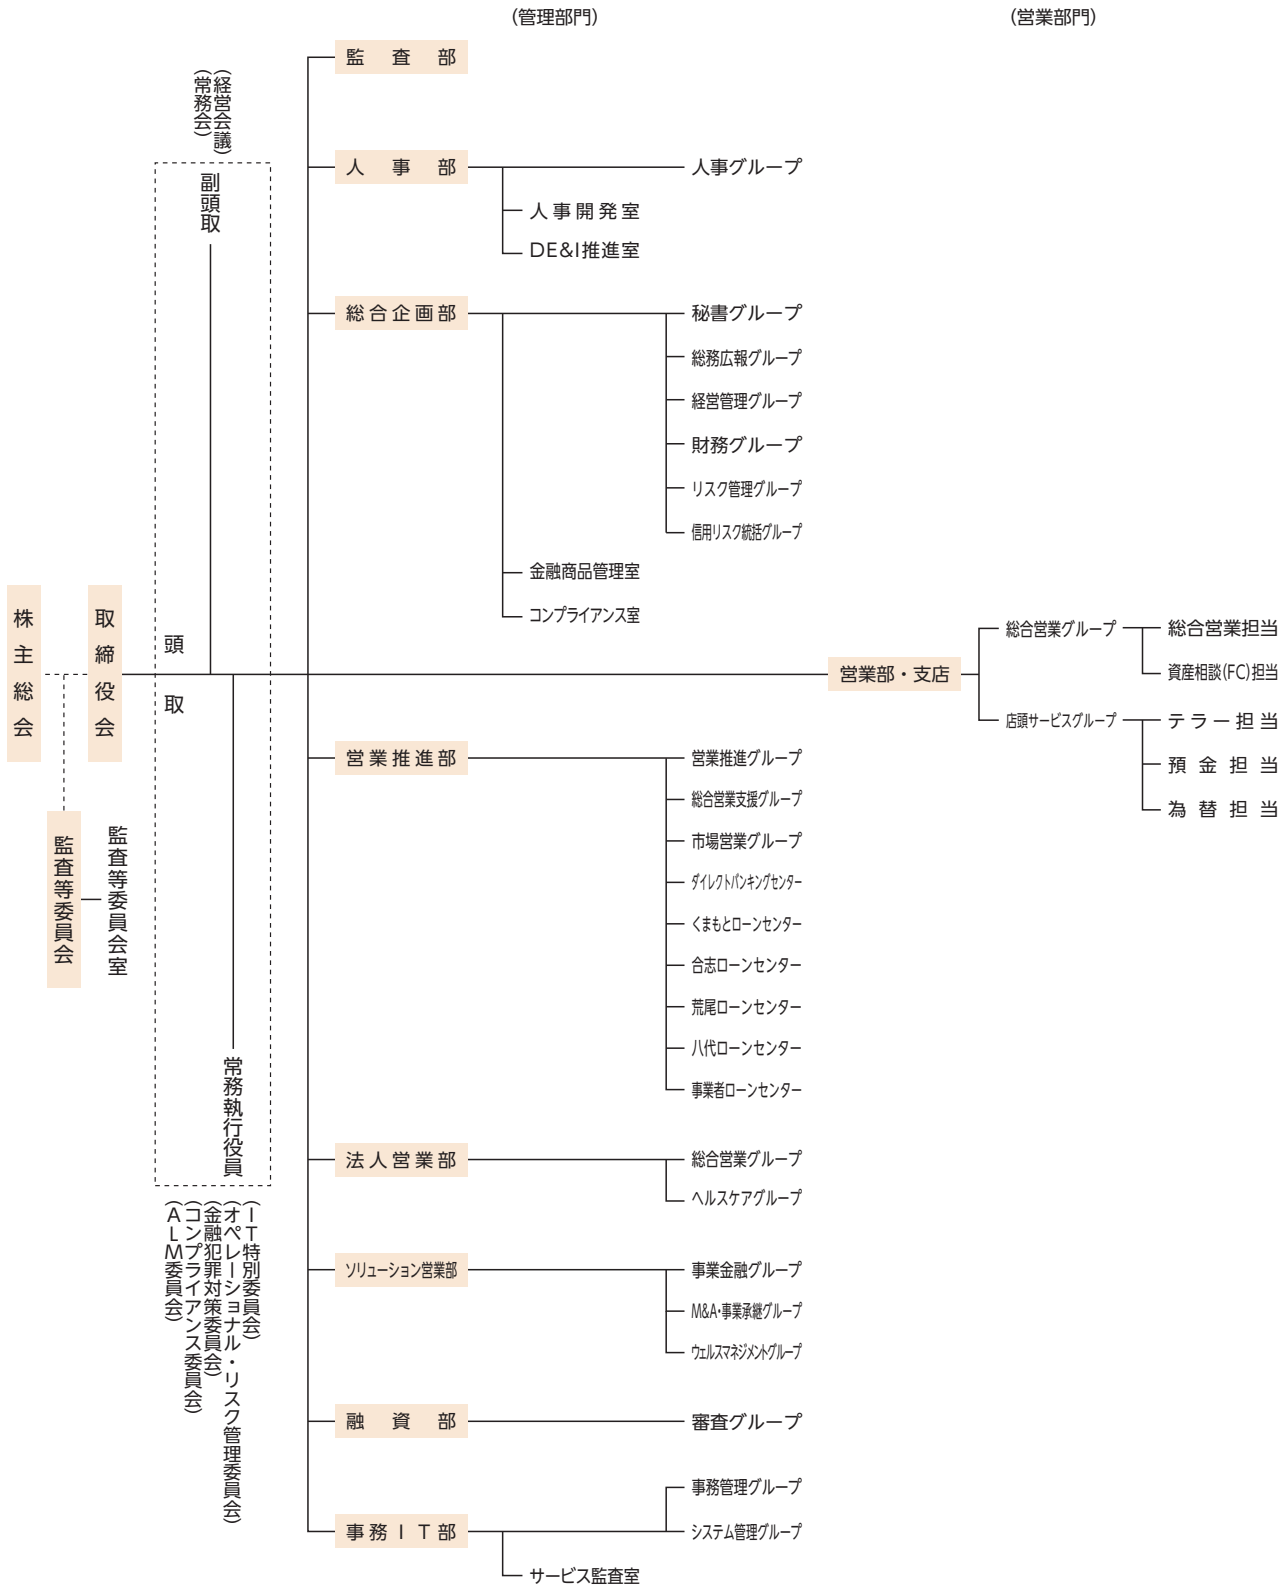 (管理部門)
(営業部門)
株主総会
取締役会
監査等委員会
監査等委員会室
(経営会議)
(常務会)
副頭取
頭取
常務執行役員
(IT特別委員会)
(オペレーショナル・リスク管理委員会)
(金融犯罪対策委員会)
(コンプライアンス委員会)
(ALM委員会)
監査部
人事部
人事グループ
人事開発室
DE&I推進室
総合企画部
秘書グループ
総務広報グループ
経営管理グループ
財務グループ
リスク管理グループ
信用リスク統括グループ
金融商品管理室
コンプライアンス室
営業部・支店
総合営業グループ
総合営業担当
資産相談(FC)担当
店頭サービスグループ
テラー担当
預金担当
為替担当
営業推進部
営業推進グループ
総合営業支援グループ
市場営業グループ
ダイレクトバンキングセンター
くまもとローンセンター
合志ローンセンター
荒尾ローンセンター
八代ローンセンター
事業者ローンセンター
法人営業部
総合営業グループ
ヘルスケアグループ
ソリューション営業部
事業金融グループ
M&A・事業承継グループ
ウェルスマネジメントグループ
融資部
審査グループ
事務IT部
事務管理グループ
システム管理グループ
サービス監査室